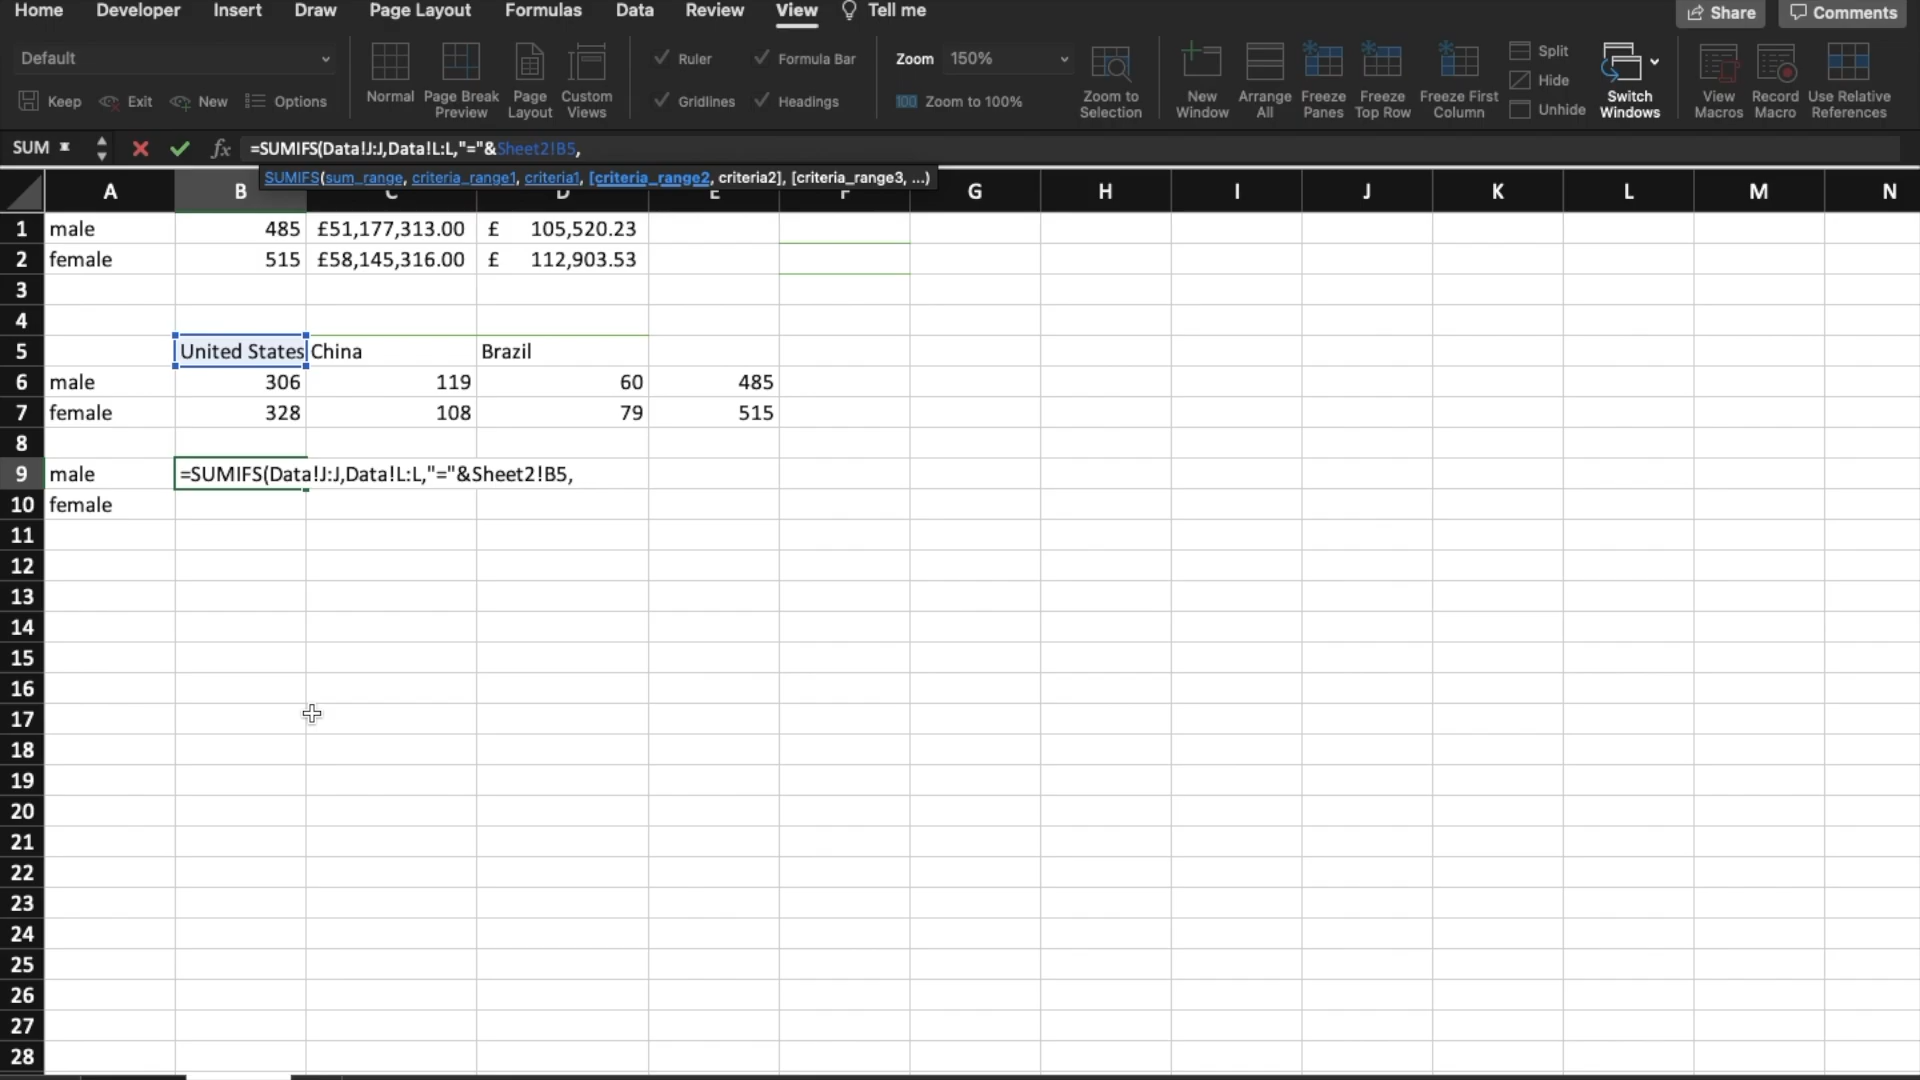 Home Developer Insert Draw Page Layout Formulas Data Review View Tell me Share Comments
Default Ruler Formula Bar Zoom 150% Split
Keep Exit New Options Normal Page Break Preview Page Layout Custom Views Gridlines Headings 100 Zoom to 100% Zoom to Selection New Window Arrange All Freeze Panes Freeze Top Row Freeze First Column Hide Unhide Switch Windows View Macros Record Macro Use Relative References
SUM fx =SUMIFS(Data!J:J,Data!L:L,"="&Sheet2!B5,
SUMIFS(sum_range, criteria_range1, criteria1, [criteria_range2, criteria2], [criteria_range3, ...)
A B C D E F G H I J K L M N
1 male 485 £51,177,313.00 £ 105,520.23
2 female 515 £58,145,316.00 £ 112,903.53
3
4
5 United States China Brazil
6 male 306 119 60 485
7 female 328 108 79 515
8
9 male =SUMIFS(Data!J:J,Data!L:L,"="&Sheet2!B5,
10 female
11
12
13
14
15
16
17
18
19
20
21
22
23
24
25
26
27
28